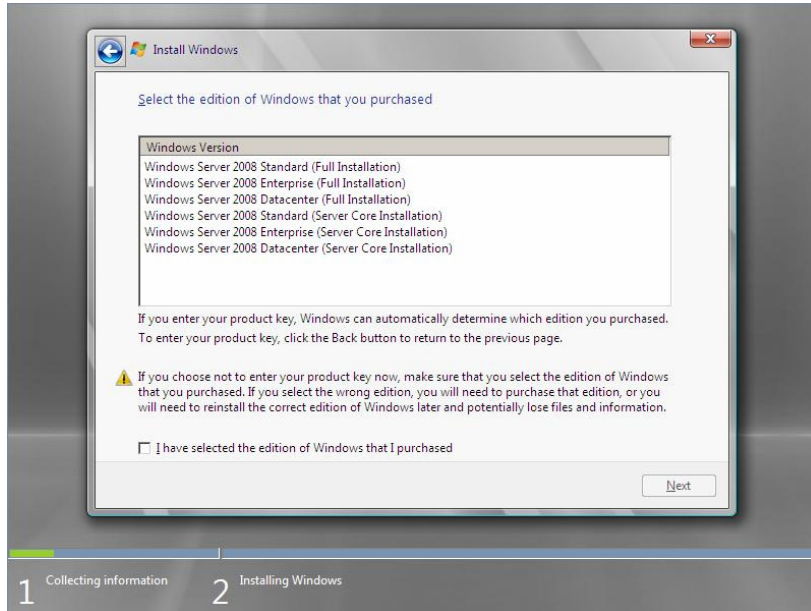 Install Windows
Select the edition of Windows that you purchased
Windows Version
Windows Server 2008 Standard (Full Installation)
Windows Server 2008 Enterprise (Full Installation)
Windows Server 2008 Datacenter (Full Installation)
Windows Server 2008 Standard (Server Core Installation)
Windows Server 2008 Enterprise (Server Core Installation)
Windows Server 2008 Datacenter (Server Core Installation)
If you enter your product key, Windows can automatically determine which edition you purchased.
To enter your product key, click the Back button to return to the previous page.
If you choose not to enter your product key now, make sure that you select the edition of Windows
that you purchased. If you select the wrong edition, you will need to purchase that edition, or you
will need to reinstall the correct edition of Windows later and potentially lose files and information.
I have selected the edition of Windows that I purchased
Next
1 Collecting information 2 Installing Windows